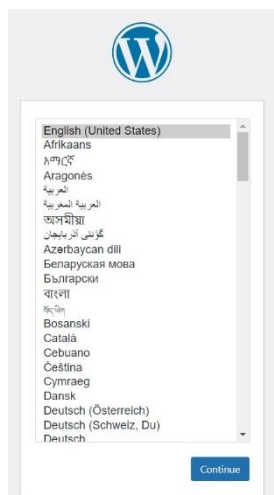 English (United States)
Afrikaans
አማርኛ
Aragonés
العربية
العربية المغربية
অসমীয়া
گؤنئی آذربایجان
Azərbaycan dili
Беларуская мова
Български
বাংলা
བོད་ཡིག
Bosanski
Català
Cebuano
Čeština
Cymraeg
Dansk
Deutsch (Österreich)
Deutsch (Schweiz, Du)
Deutsch
Continue